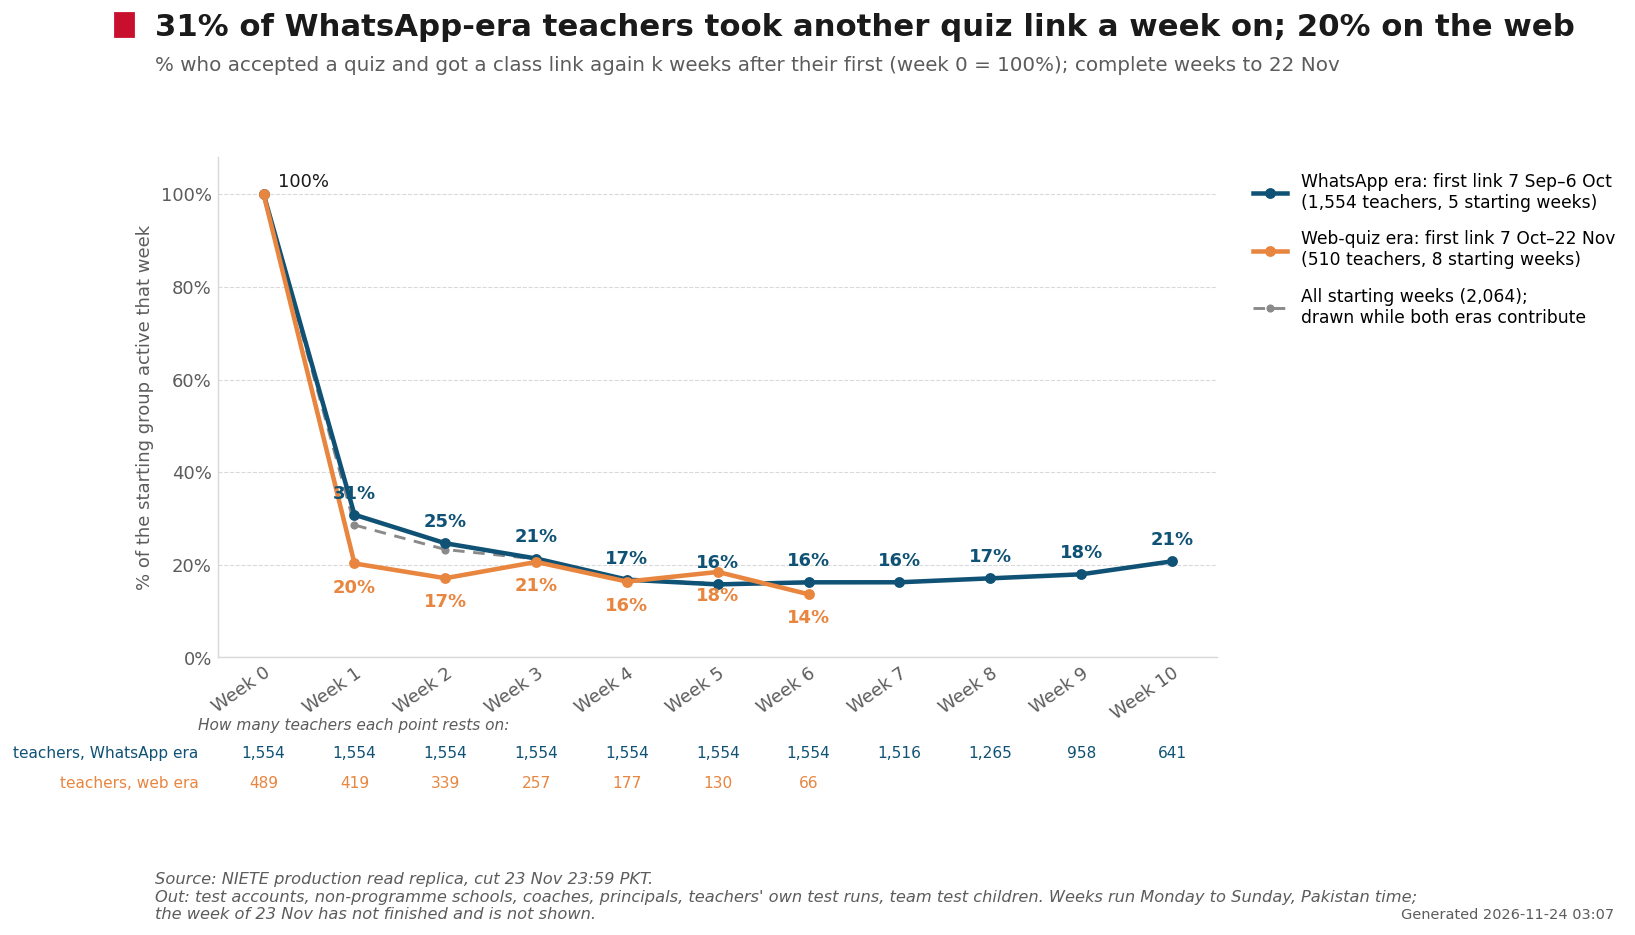 31% of WhatsApp-era teachers took another quiz link a week on; 20% on the web
% who accepted a quiz and got a class link again k weeks after their first (week 0 = 100%); complete weeks to 22 Nov
% of the starting group active that week
100%
80%
60%
40%
20%
0%
100%
31%
25%
21%
17%
16%
16%
16%
17%
18%
21%
20%
17%
21%
16%
18%
14%
WhatsApp era: first link 7 Sep–6 Oct
(1,554 teachers, 5 starting weeks)
Web-quiz era: first link 7 Oct–22 Nov
(510 teachers, 8 starting weeks)
All starting weeks (2,064);
drawn while both eras contribute
Week 0 Week 1 Week 2 Week 3 Week 4 Week 5 Week 6 Week 7 Week 8 Week 9 Week 10
How many teachers each point rests on:
teachers, WhatsApp era 1,554 1,554 1,554 1,554 1,554 1,554 1,554 1,516 1,265 958 641
teachers, web era 489 419 339 257 177 130 66
Source: NIETE production read replica, cut 23 Nov 23:59 PKT.
Out: test accounts, non-programme schools, coaches, principals, teachers' own test runs, team test children. Weeks run Monday to Sunday, Pakistan time;
the week of 23 Nov has not finished and is not shown.
Generated 2026-11-24 03:07